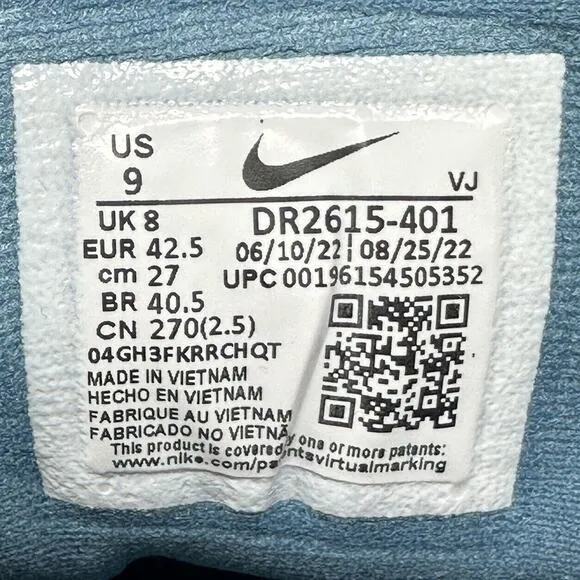 US
9
VJ
UK 8
DR2615-401
EUR 42.5
06/10/22 | 08/25/22
cm 27
UPC 00196154505352
BR 40.5
CN 270(2.5)
04GH3FKRRCHQT
MADE IN VIETNAM
HECHO EN VIETNAM
FABRIQUE AU VIETNAM
FABRICADO NO VIETNÃ
This product is covered by one or more patents:
www.nike.com/patentsvirtualmarking